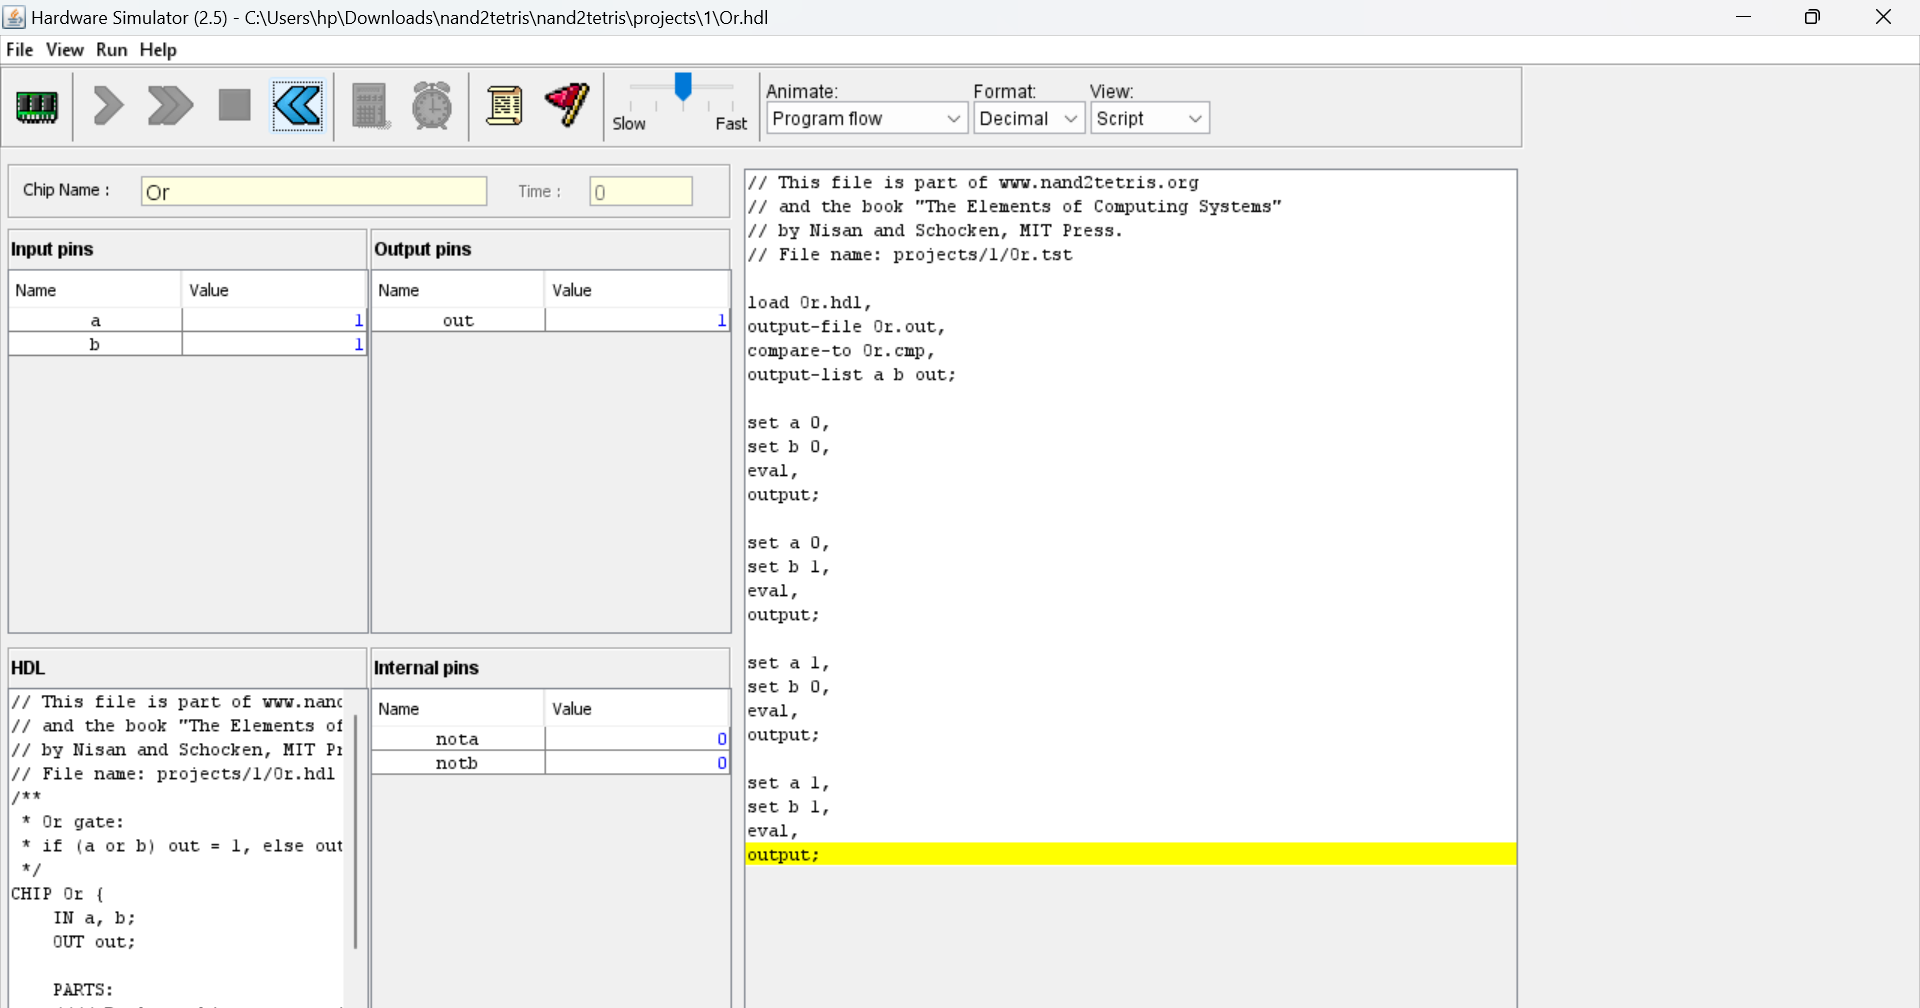 Hardware Simulator (2.5) - C:\Users\hp\Downloads\nand2tetris\nand2tetris\projects\1\Or.hdl
File View Run Help
Slow Fast
Animate: Format: View:
Program flow Decimal Script
Chip Name : Or Time : 0
Input pins
Name Value
a 1
b 1
Output pins
Name Value
out 1
HDL
// This file is part of www.nand
// and the book "The Elements of
// by Nisan and Schocken, MIT Pr
// File name: projects/1/Or.hdl
/**
* Or gate:
* if (a or b) out = 1, else out
*/
CHIP Or {
IN a, b;
OUT out;
PARTS:
Internal pins
Name Value
nota 0
notb 0
// This file is part of www.nand2tetris.org
// and the book "The Elements of Computing Systems"
// by Nisan and Schocken, MIT Press.
// File name: projects/1/Or.tst
load Or.hdl,
output-file Or.out,
compare-to Or.cmp,
output-list a b out;
set a 0,
set b 0,
eval,
output;
set a 0,
set b 1,
eval,
output;
set a 1,
set b 0,
eval,
output;
set a 1,
set b 1,
eval,
output;